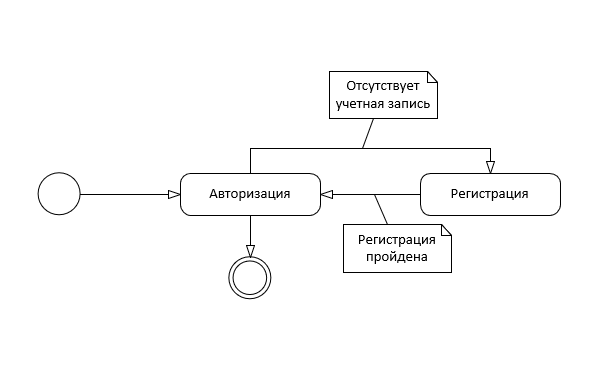 Отсутствует
учетная запись
Авторизация
Регистрация
Регистрация
пройдена